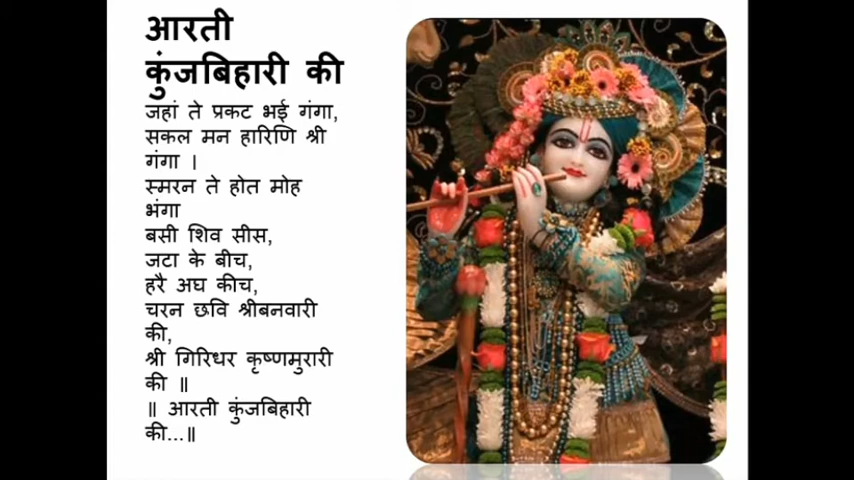 आरती
कुंजबिहारी की
जहां ते प्रकट भई गंगा,
सकल मन हारिणि श्री
गंगा ।
स्मरन ते होत मोह
भंगा
बसी शिव सीस,
जटा के बीच,
हरै अघ कीच,
चरन छवि श्रीबनवारी
की,
श्री गिरिधर कृष्णमुरारी
की ॥
॥ आरती कुंजबिहारी
की...॥